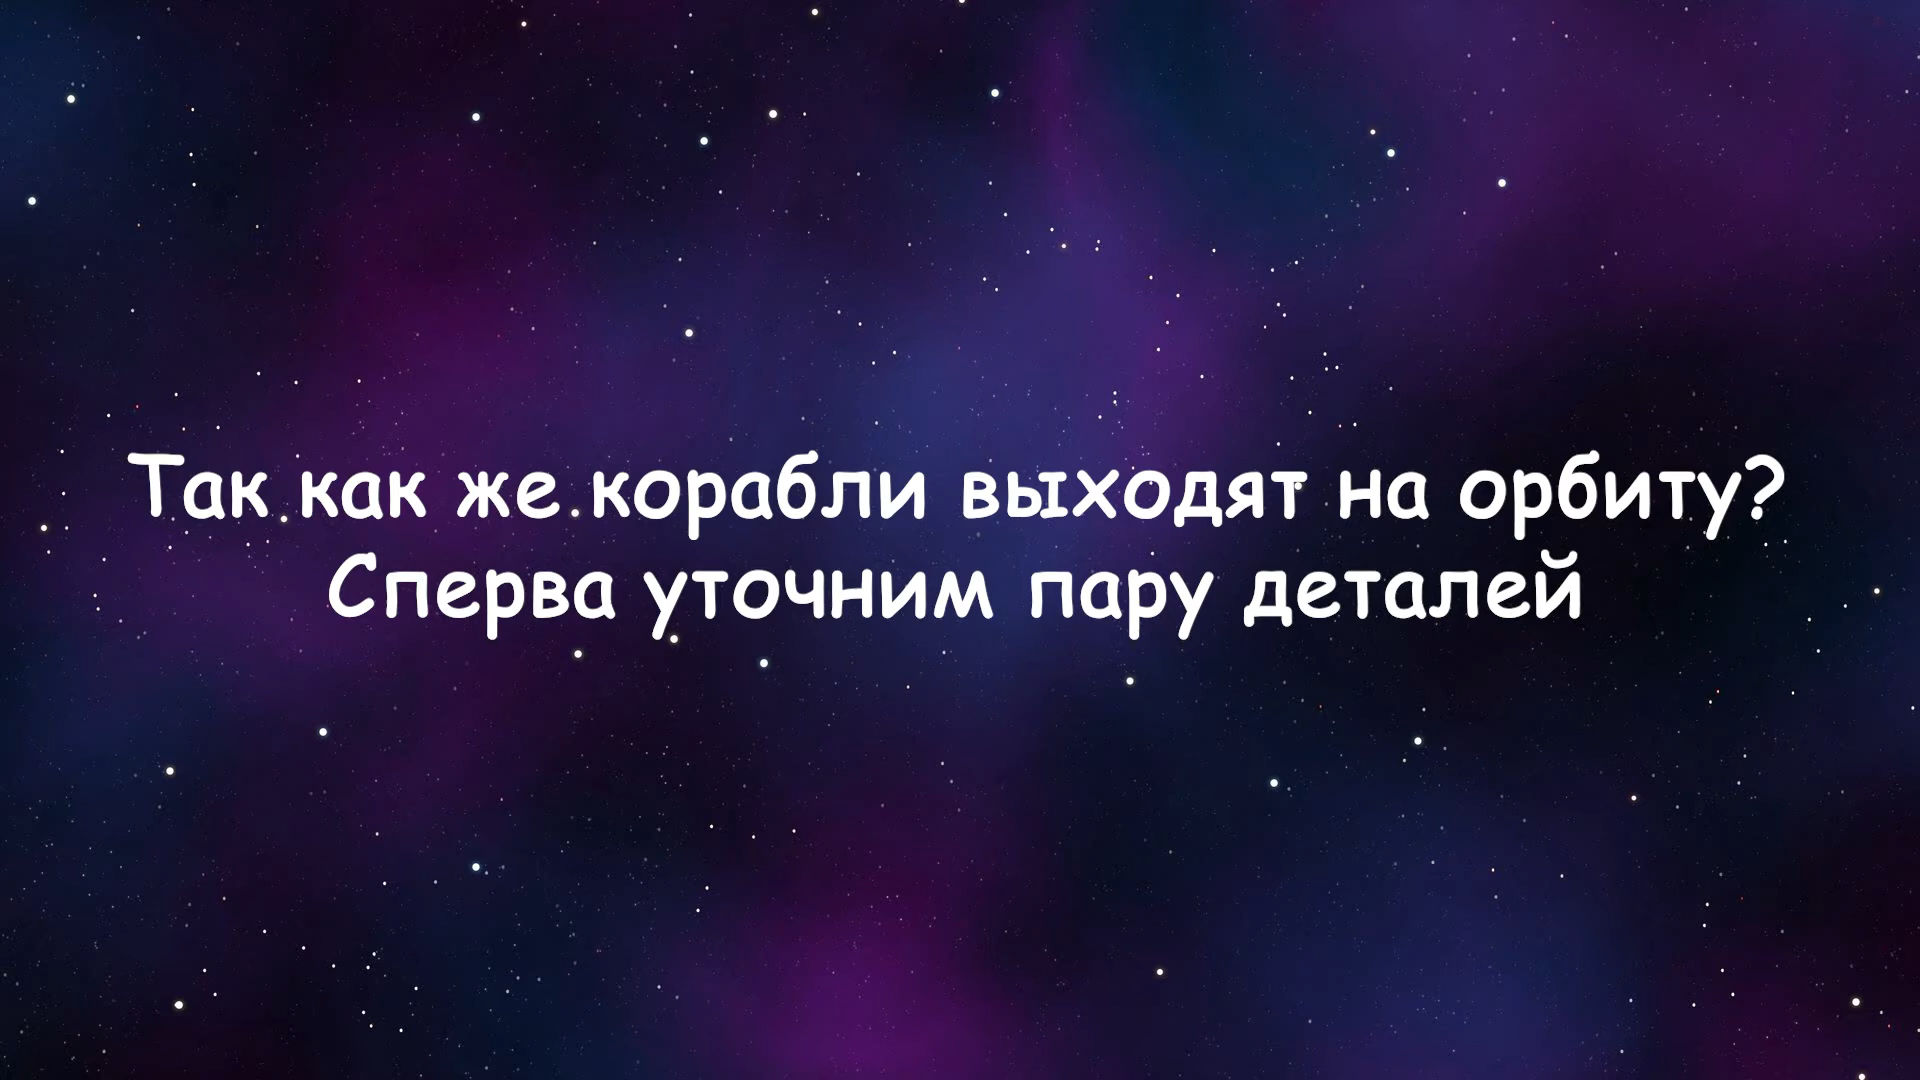 Так как же корабли выходят на орбиту?
Сперва уточним пару деталей